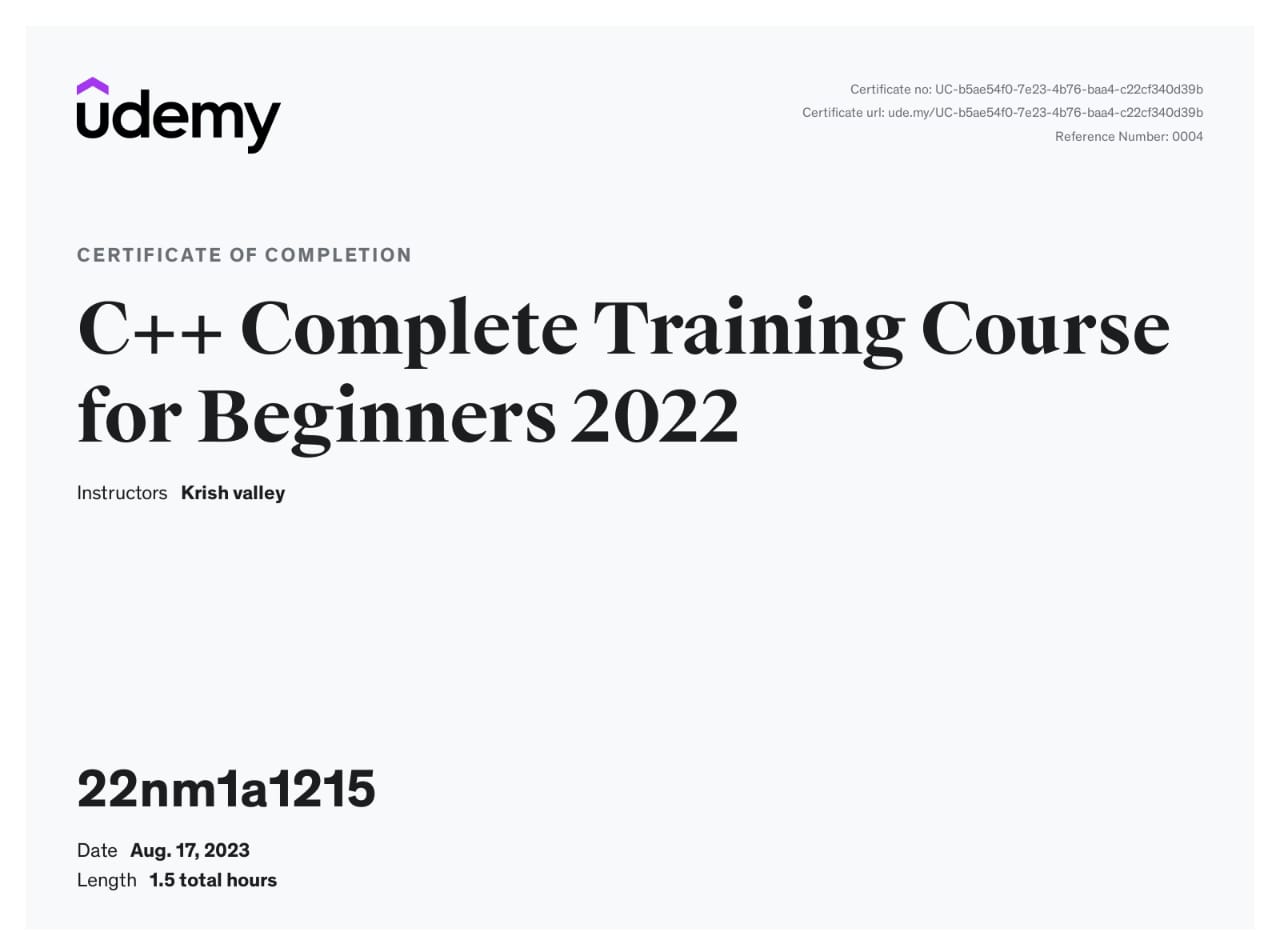 udemy
Certificate no: UC-b5ae54f0-7e23-4b76-baa4-c22cf340d39b
Certificate url: ude.my/UC-b5ae54f0-7e23-4b76-baa4-c22cf340d39b
Reference Number: 0004
CERTIFICATE OF COMPLETION
C++ Complete Training Course
for Beginners 2022
Instructors Krish valley
22nm1a1215
Date Aug. 17, 2023
Length 1.5 total hours